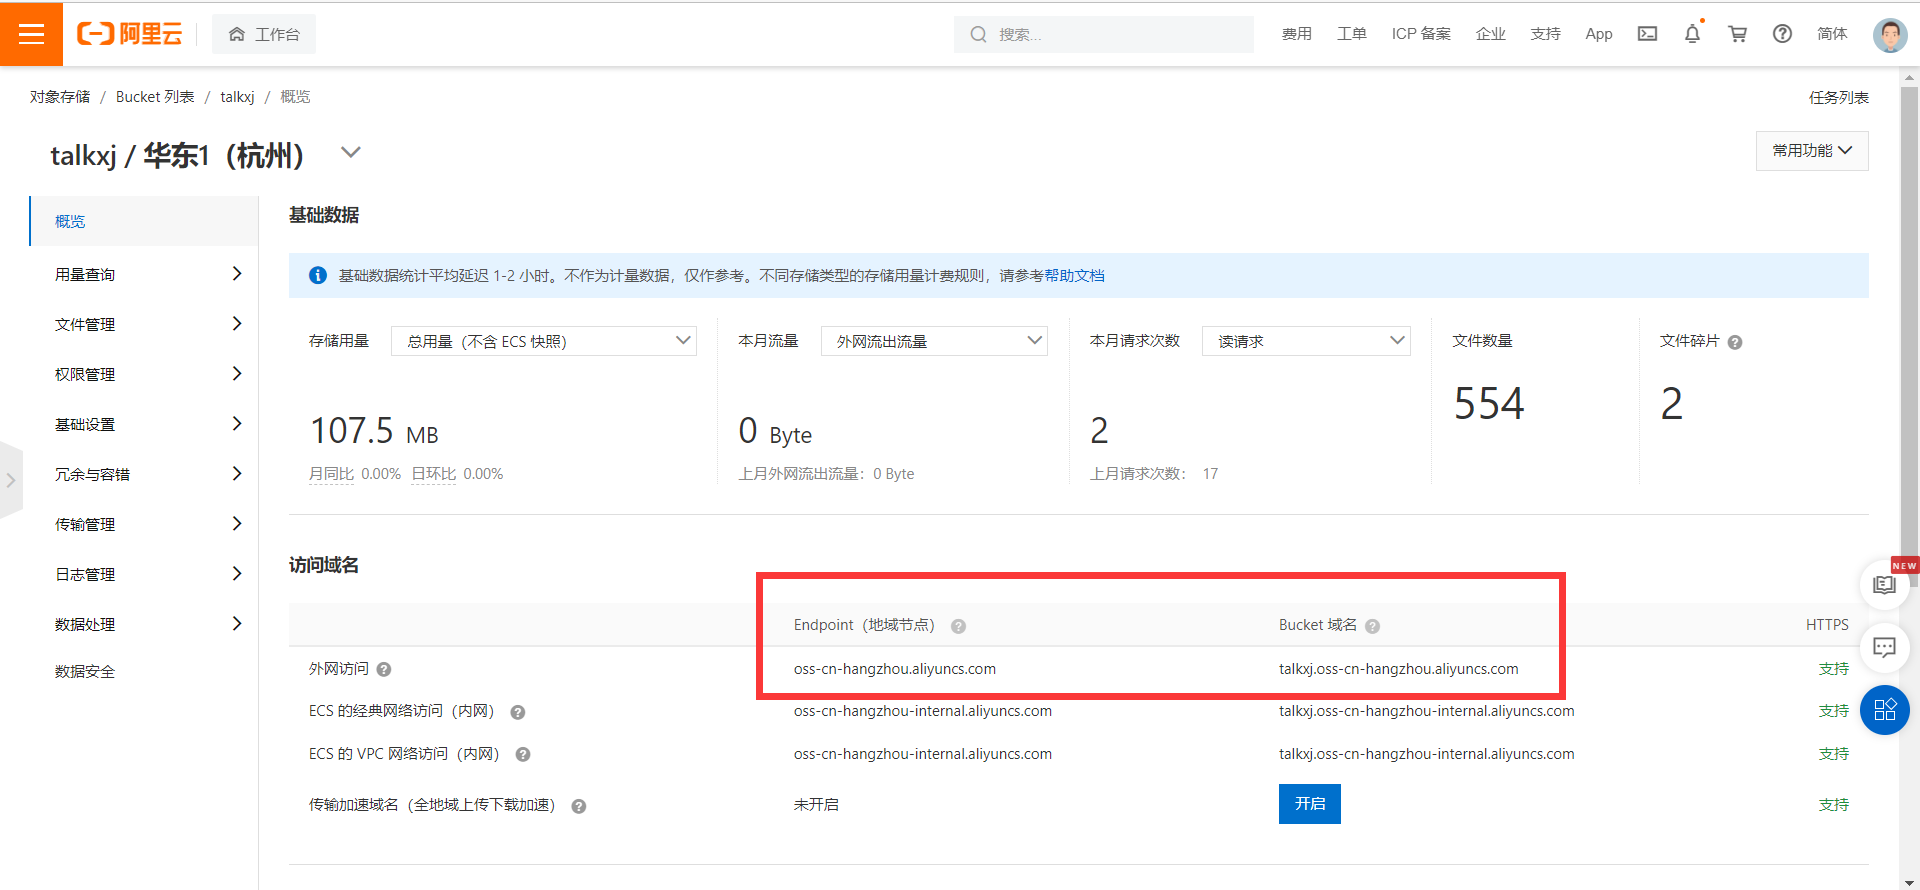 阿里云 工作台 搜索... 费用 工单 ICP 备案 企业 支持 App 简体
对象存储 / Bucket 列表 / talkxj / 概览 任务列表
talkxj / 华东1（杭州） 常用功能
概览
用量查询
文件管理
权限管理
基础设置
冗余与容错
传输管理
日志管理
数据处理
数据安全
基础数据
基础数据统计平均延迟 1-2 小时。不作为计量数据，仅作参考。不同存储类型的存储用量计费规则，请参考帮助文档
存储用量 总用量（不含 ECS 快照） 本月流量 外网流出流量 本月请求次数 读请求 文件数量 文件碎片
107.5 MB 0 Byte 2 554 2
月同比 0.00% 日环比 0.00% 上月外网流出流量： 0 Byte 上月请求次数： 17
访问域名
Endpoint（地域节点） Bucket 域名 HTTPS
外网访问 oss-cn-hangzhou.aliyuncs.com talkxj.oss-cn-hangzhou.aliyuncs.com 支持
ECS 的经典网络访问（内网） oss-cn-hangzhou-internal.aliyuncs.com talkxj.oss-cn-hangzhou-internal.aliyuncs.com 支持
ECS 的 VPC 网络访问（内网） oss-cn-hangzhou-internal.aliyuncs.com talkxj.oss-cn-hangzhou-internal.aliyuncs.com 支持
传输加速域名（全地域上传下载加速） 未开启 开启 支持
NEW